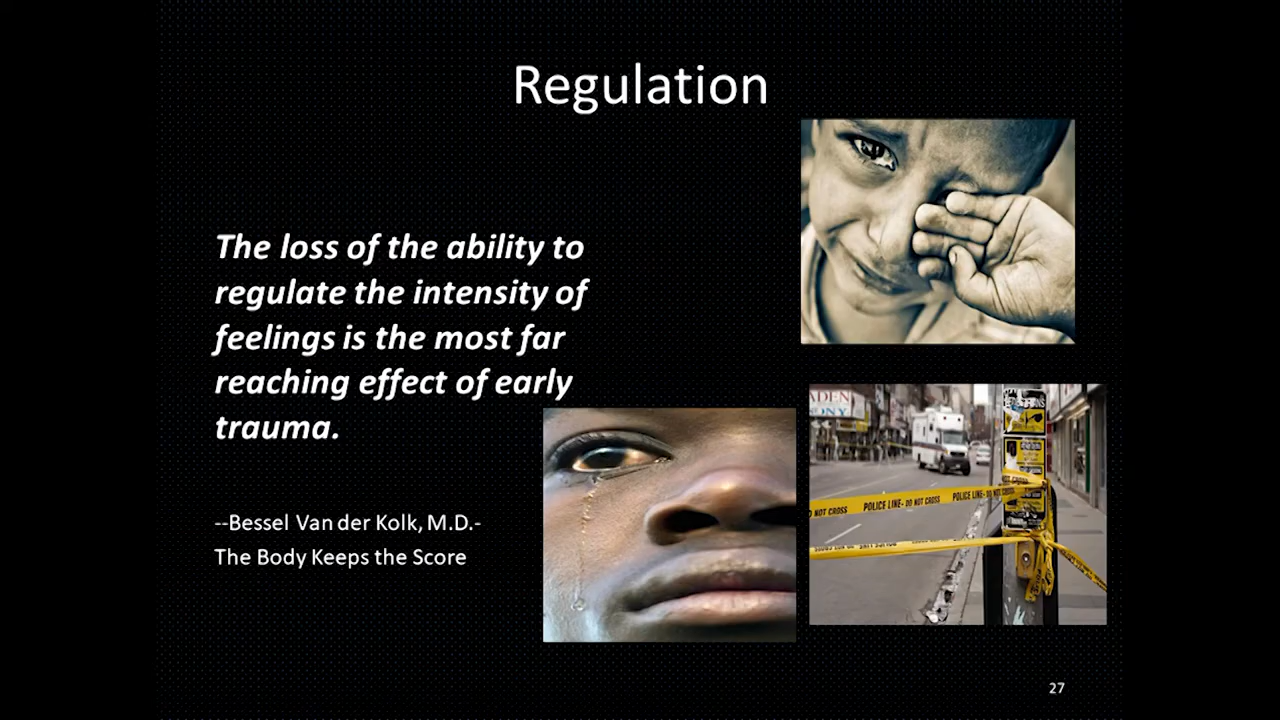 Regulation
The loss of the ability to
regulate the intensity of
feelings is the most far
reaching effect of early
trauma.
--Bessel Van der Kolk, M.D.-
The Body Keeps the Score
ADEN
ONY
O NOT CROSS
POLICE LINE- DO NOT CROSS
POLICE LINE-
27